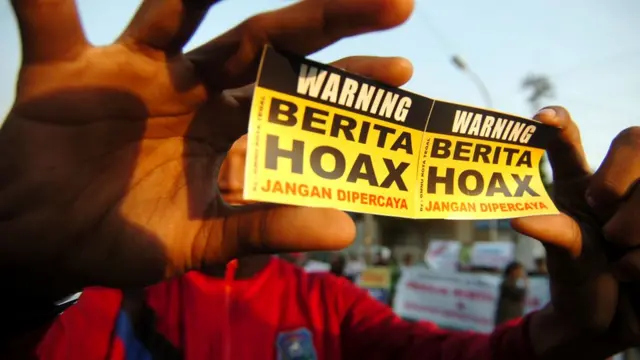 WARNING
BERITA
HOAX
JANGAN DIPERCAYA
WARNING
BERITA
HOAX
JANGAN DIPERCAYA